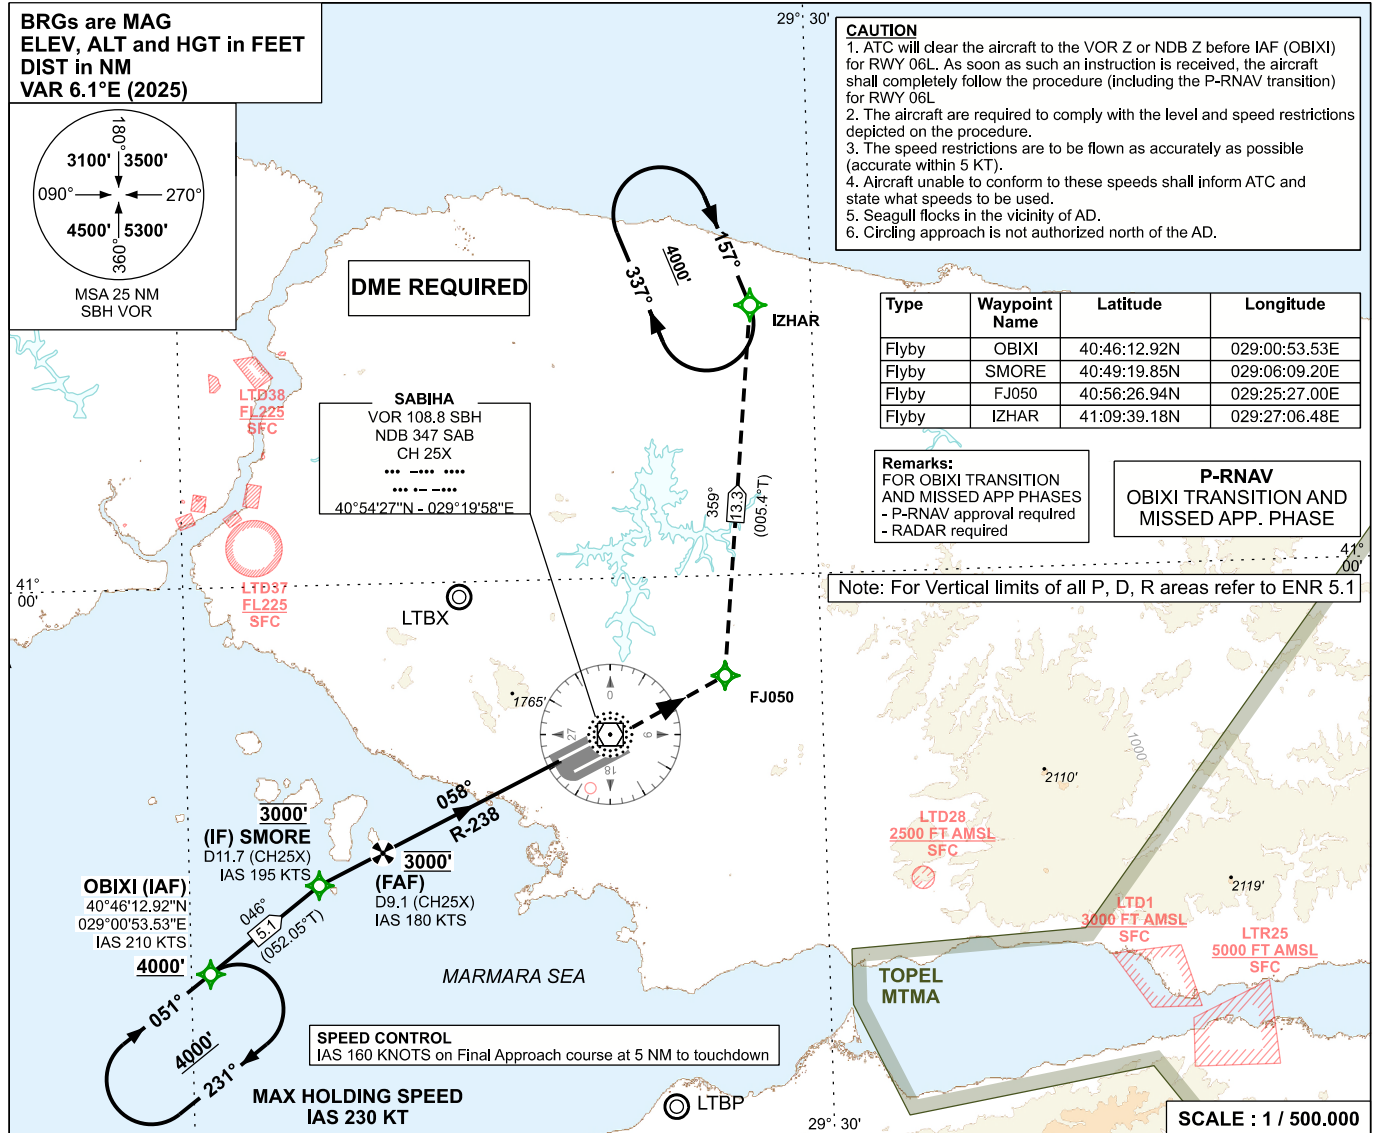 BRGs are MAG
ELEV, ALT and HGT in FEET
DIST in NM
VAR 6.1°E (2025)
180°
3100' 3500'
090° 270°
4500' 5300'
360°
MSA 25 NM
SBH VOR
29° 30'
CAUTION
1. ATC will clear the aircraft to the VOR Z or NDB Z before IAF (OBIXI)
for RWY 06L. As soon as such an instruction is received, the aircraft
shall completely follow the procedure (including the P-RNAV transition)
for RWY 06L
2. The aircraft are required to comply with the level and speed restrictions
depicted on the procedure.
3. The speed restrictions are to be flown as accurately as possible
(accurate within 5 KT).
4. Aircraft unable to conform to these speeds shall inform ATC and
state what speeds to be used.
5. Seagull flocks in the vicinity of AD.
6. Circling approach is not authorized north of the AD.
DME REQUIRED
157°
4000'
337°
IZHAR
Type Waypoint Name Latitude Longitude
Flyby OBIXI 40:46:12.92N 029:00:53.53E
Flyby SMORE 40:49:19.85N 029:06:09.20E
Flyby FJ050 40:56:26.94N 029:25:27.00E
Flyby IZHAR 41:09:39.18N 029:27:06.48E
LTD38
FL225
SFC
SABIHA
VOR 108.8 SBH
NDB 347 SAB
CH 25X
40°54'27"N - 029°19'58"E
Remarks:
FOR OBIXI TRANSITION
AND MISSED APP PHASES
- P-RNAV approval required
- RADAR required
P-RNAV
OBIXI TRANSITION AND
MISSED APP. PHASE
359°
13.3
(005.4°T)
41°
00'
LTD37
FL225
SFC
41°
00'
Note: For Vertical limits of all P, D, R areas refer to ENR 5.1
LTBX
1765'
FJ050
0
9
18
27
1000'
2110'
058°
R-238
3000'
(IF) SMORE
D11.7 (CH25X)
IAS 195 KTS
3000'
(FAF)
D9.1 (CH25X)
IAS 180 KTS
LTD28
2500 FT AMSL
SFC
2119'
OBIXI (IAF)
40°46'12.92"N
029°00'53.53"E
IAS 210 KTS
4000'
046°
5.1
(052.05°T)
LTD1
3000 FT AMSL
SFC
LTR25
5000 FT AMSL
SFC
MARMARA SEA
TOPEL
MTMA
051°
4000'
231°
SPEED CONTROL
IAS 160 KNOTS on Final Approach course at 5 NM to touchdown
MAX HOLDING SPEED
IAS 230 KT
LTBP
29° 30'
SCALE : 1 / 500.000